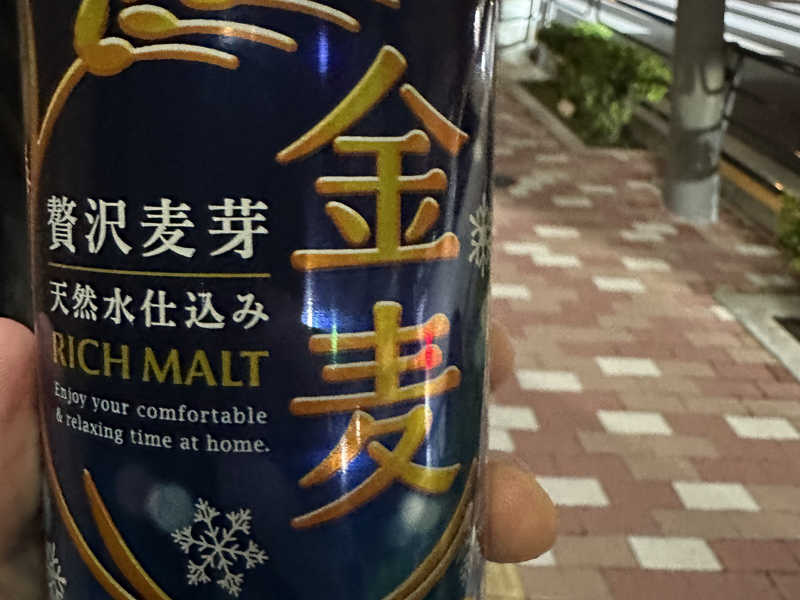 金麦
贅沢麦芽
天然水仕込み
RICH MALT
Enjoy your comfortable
& relaxing time at home.